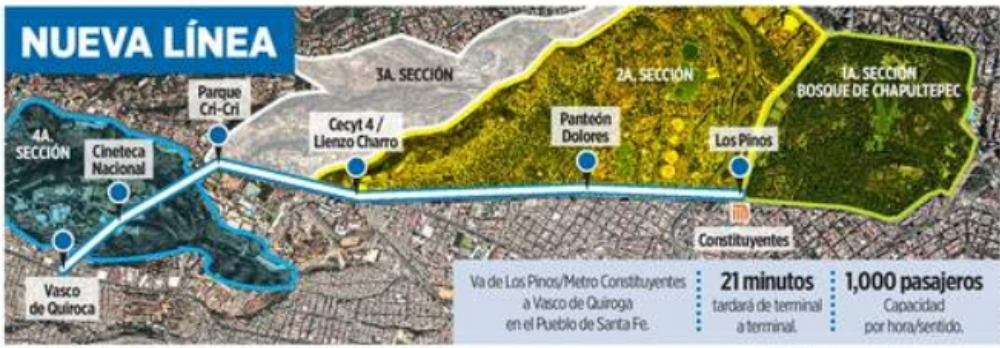 NUEVA LÍNEA
3A. SECCIÓN
2A. SECCIÓN
1A. SECCIÓN
BOSQUE DE CHAPULTEPEC
Parque
Cri-Cri
4A.
SECCIÓN
Cineteca
Nacional
Cecyt 4 /
Llenzo Charro
Panteón
Dolores
Los Pinos
Constituyentes
Vasco
de Quiroca
Va de Los Pinos/Metro Constituyentes
a Vasco de Quiroga
en el Pueblo de Santa Fe.
21 minutos
tardará de terminal
a terminal.
1,000 pasajeros
Capacidad
por hora/sentido.